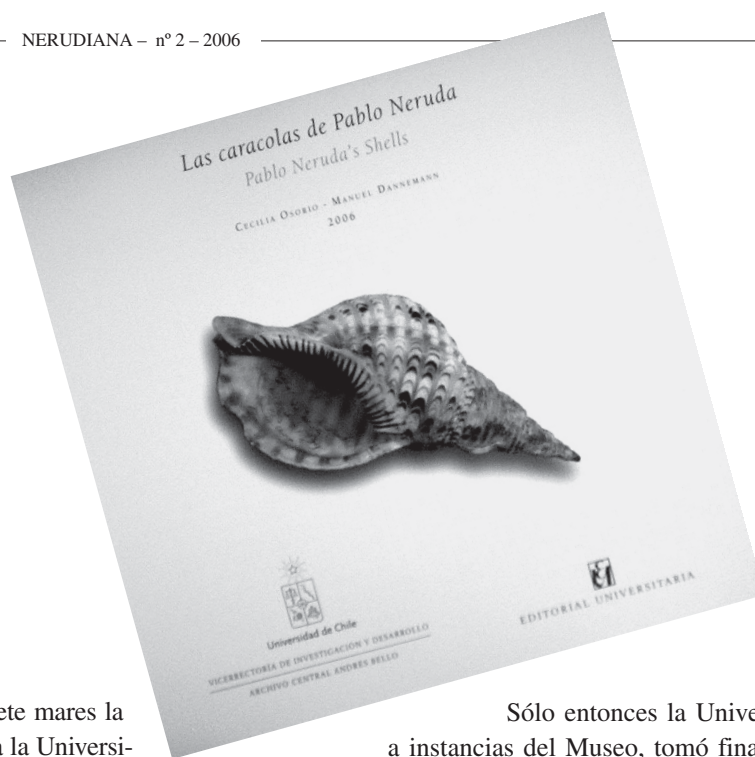 NERUDIANA – nº 2 – 2006
Las caracolas de Pablo Neruda
Pablo Neruda's Shells
CECILIA OSORIO - MANUEL DANNEMANN
2006
Universidad de Chile
VICERRECTORÍA DE INVESTIGACIÓN Y DESARROLLO
ARCHIVO CENTRAL ANDRÉS BELLO
EDITORIAL UNIVERSITARIA
ete mares la
a la Universi-
Sólo entonces la Unive
a instancias del Museo, tomó fina